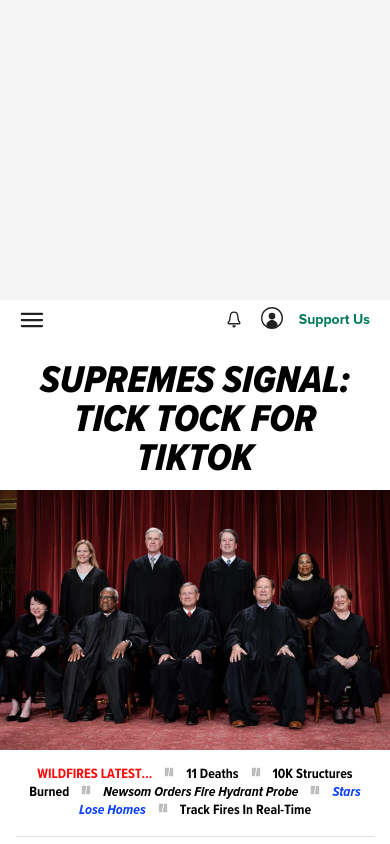 Support Us
SUPREMES SIGNAL:
TICK TOCK FOR
TIKTOK
WILDFIRES LATEST... 11 Deaths 10K Structures
Burned Newsom Orders Fire Hydrant Probe Stars
Lose Homes Track Fires In Real-Time